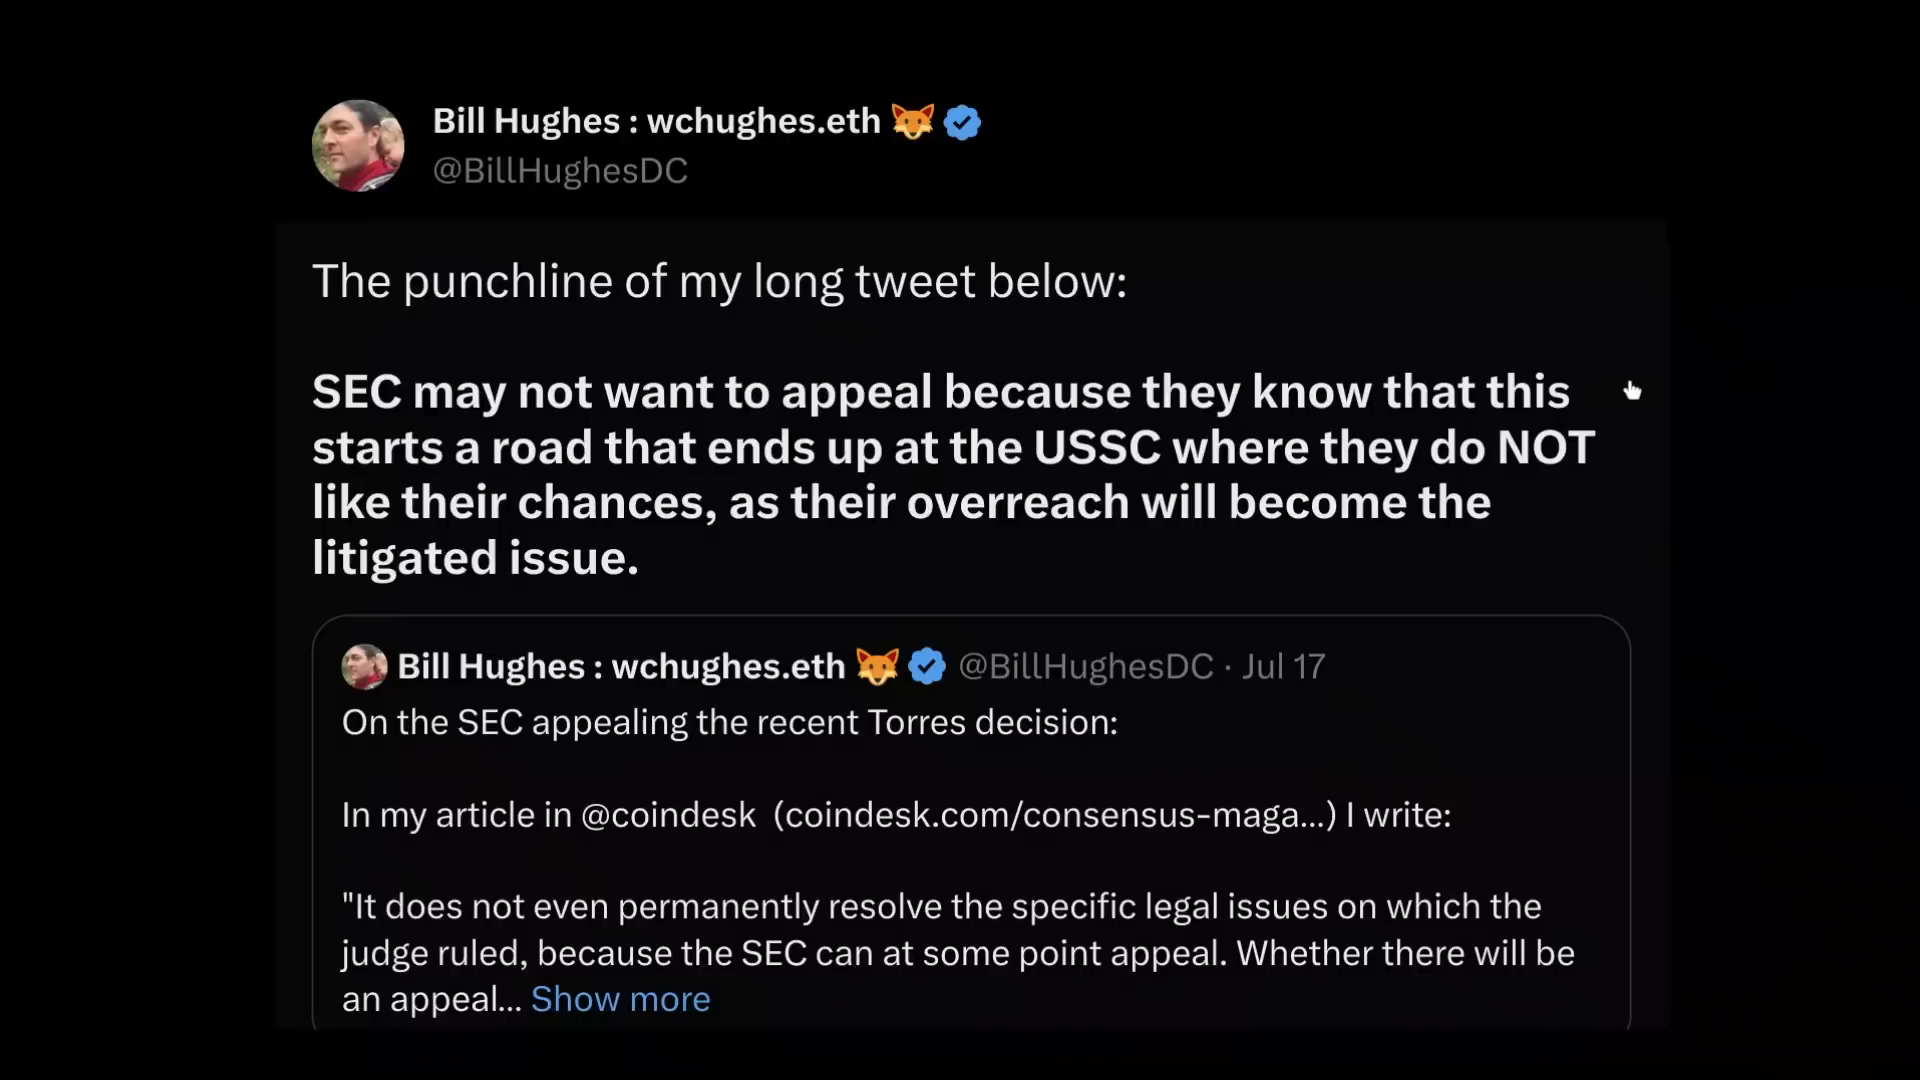 Bill Hughes : wchughes.eth 🦊
@BillHughesDC
The punchline of my long tweet below:
SEC may not want to appeal because they know that this
starts a road that ends up at the USSC where they do NOT
like their chances, as their overreach will become the
litigated issue.
Bill Hughes : wchughes.eth 🦊 @BillHughesDC · Jul 17
On the SEC appealing the recent Torres decision:
In my article in @coindesk (coindesk.com/consensus-maga...) I write:
"It does not even permanently resolve the specific legal issues on which the
judge ruled, because the SEC can at some point appeal. Whether there will be
an appeal... Show more